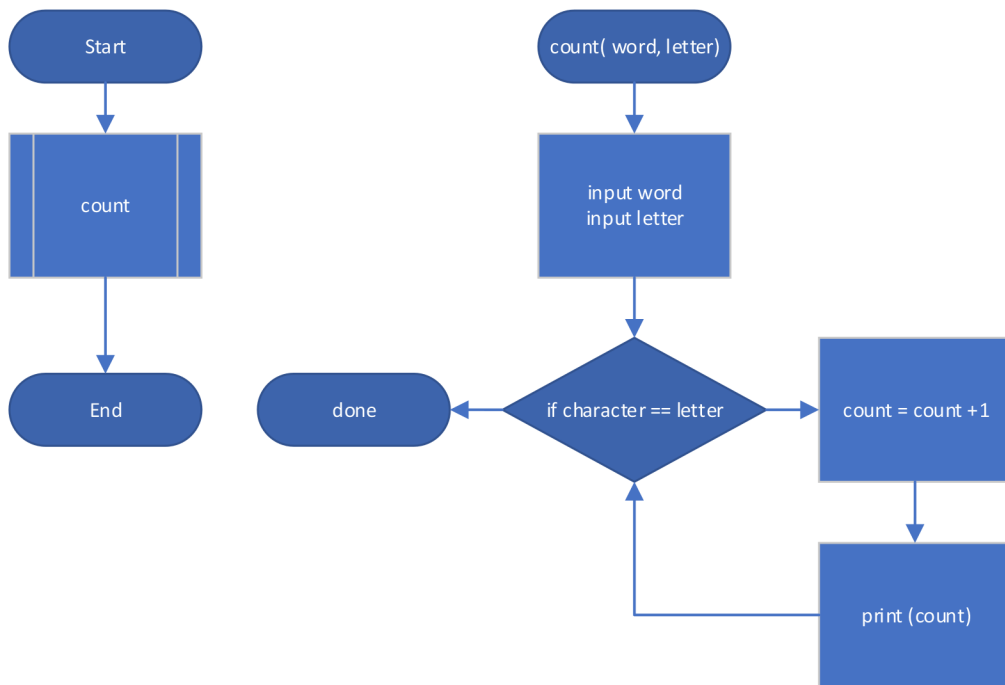 Start
count
End
count( word, letter)
input word
input letter
if character == letter
done
count = count +1
print (count)